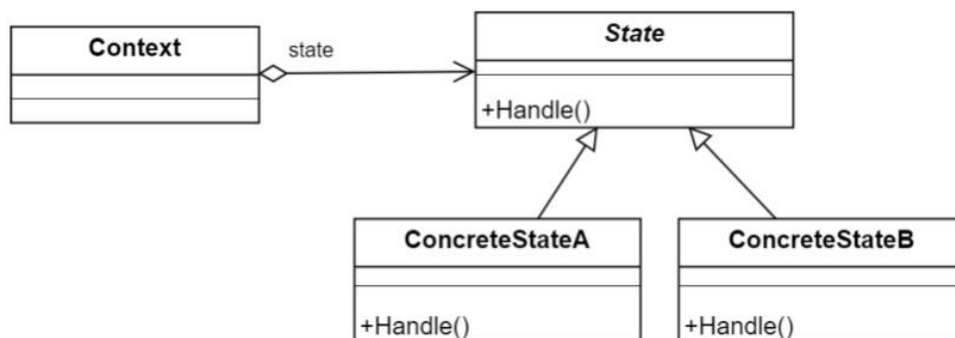 Context
state
State
+Handle()
ConcreteStateA
+Handle()
ConcreteStateB
+Handle()